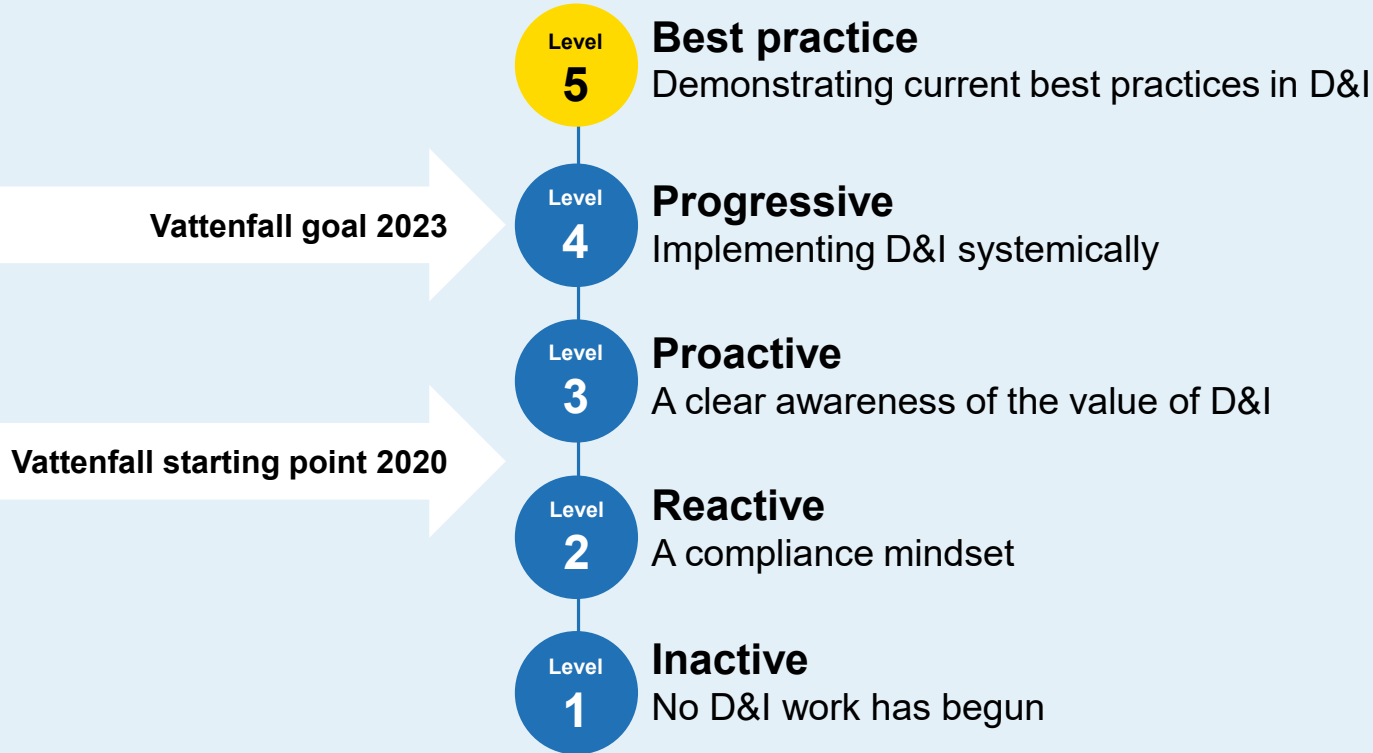 Level
5
Best practice
Demonstrating current best practices in D&I
Vattenfall goal 2023
Level
4
Progressive
Implementing D&I systemically
Level
3
Proactive
A clear awareness of the value of D&I
Vattenfall starting point 2020
Level
2
Reactive
A compliance mindset
Level
1
Inactive
No D&I work has begun